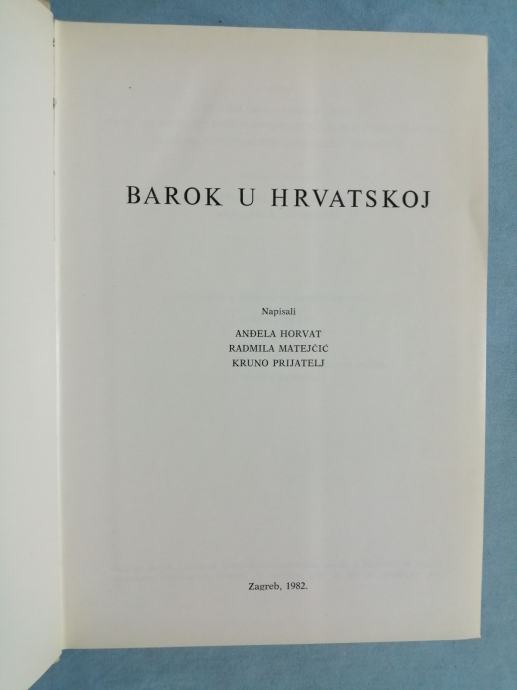 BAROK U HRVATSKOJ
Napisali
ANĐELA HORVAT
RADMILA MATEJČIĆ
KRUNO PRIJATELJ
Zagreb, 1982.